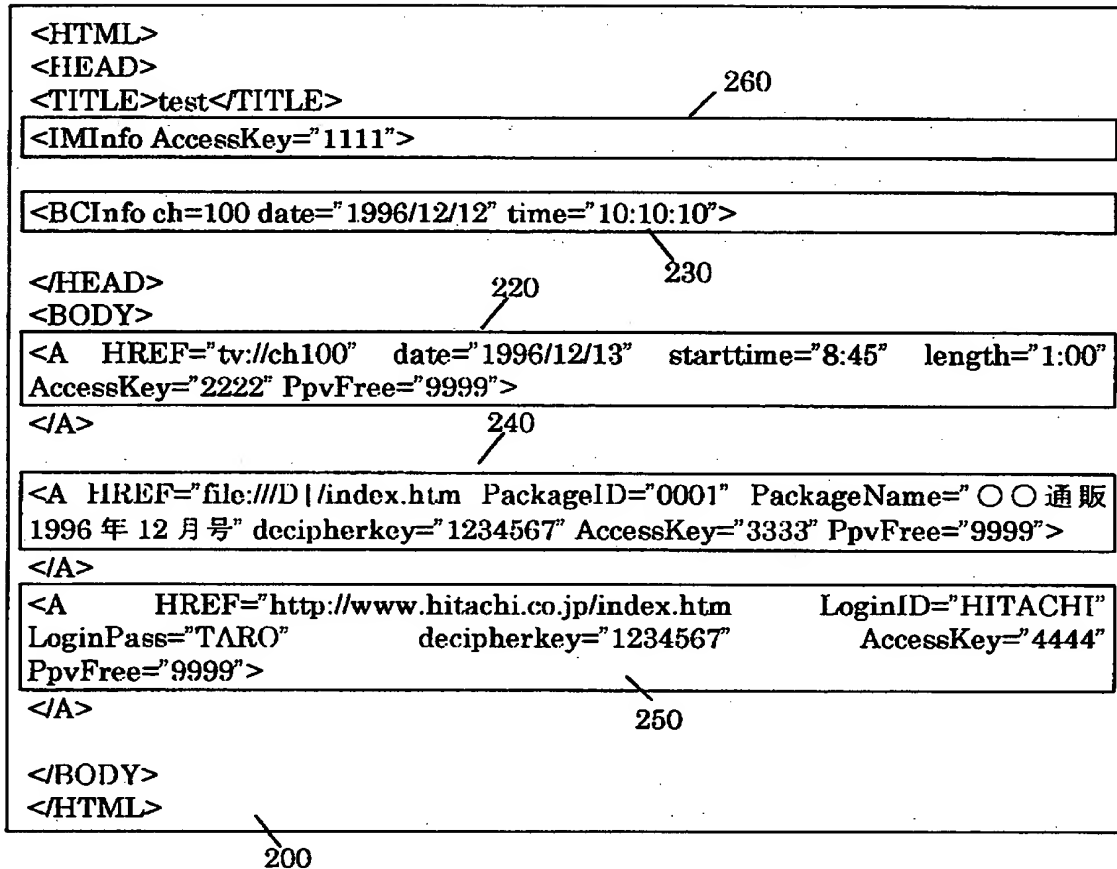 <HTML>
<HEAD>
<TITLE>test</TITLE>
260
<IMInfo AccessKey="1111">
<BCInfo ch=100 date="1996/12/12" time="10:10:10">
230
</HEAD>
220
<BODY>
<A HREF="tv://ch100" date="1996/12/13" starttime="8:45" length="1:00"
AccessKey="2222" PpvFree="9999">
</A>
240
<A HREF="file:///D|/index.htm PackageID="0001" PackageName="○○通販
1996年12月号" decipherkey="1234567" AccessKey="3333" PpvFree="9999">
</A>
<A HREF="http://www.hitachi.co.jp/index.htm LoginID="HITACHI"
LoginPass="TARO" decipherkey="1234567" AccessKey="4444"
PpvFree="9999">
</A>
250
</BODY>
</HTML>
200